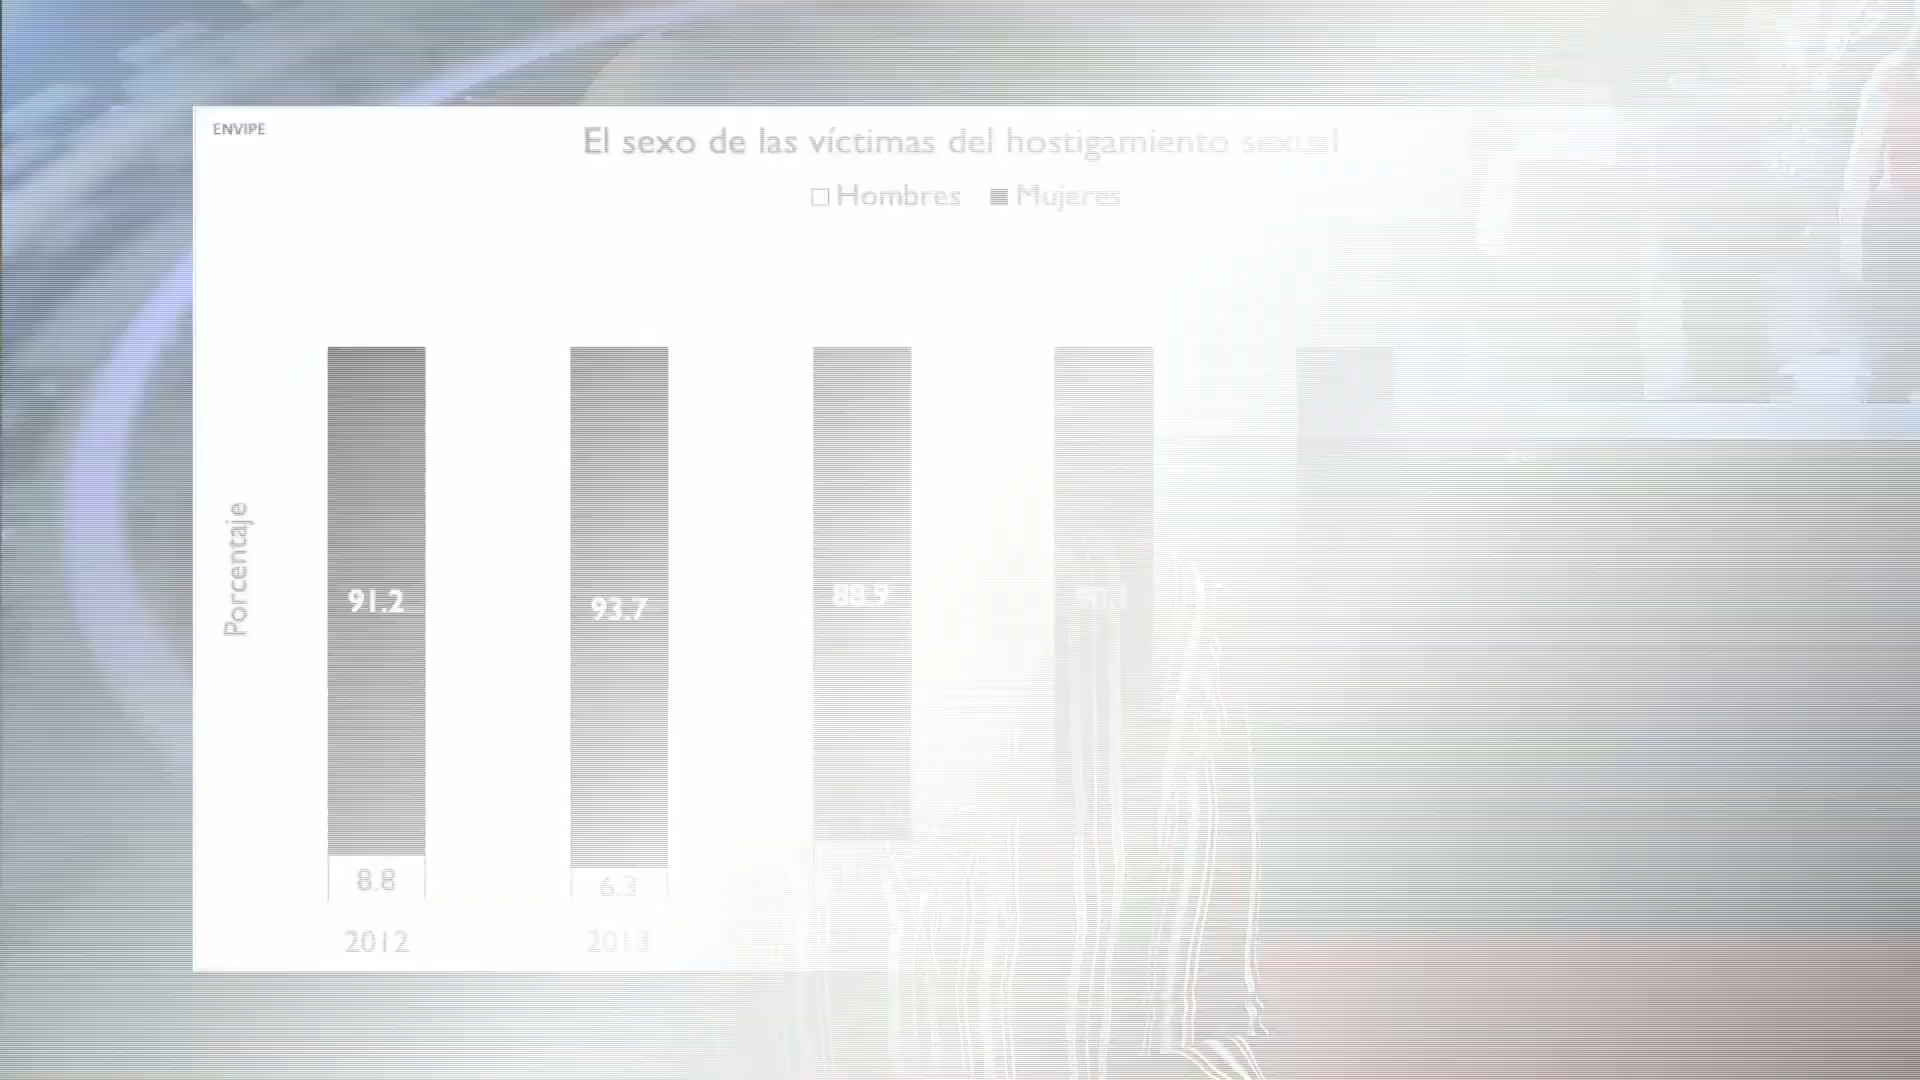 ENVIPE
El sexo de las víctimas del hostigamiento sexual
Hombres Mujeres
Porcentaje
91.2 93.7 88.9
8.8 6.3
2012 2013